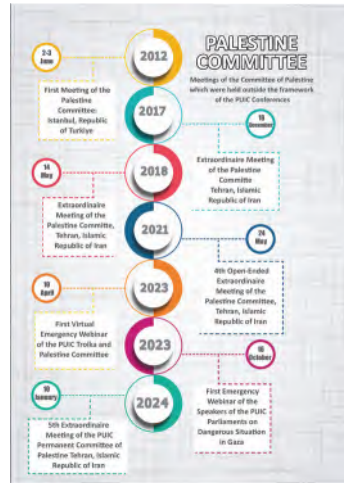 PALESTINE
COMMITTEE
Meetings of the Committee of Palestine
which were held outside the framework
of the PUIC Conferences
2012
2-3
June
First Meeting of the
Palestine
Committee:
Istanbul, Republic
of Turkiye
2017
18
December
Extraordinaire Meeting
of the Palestine
Committe
Tehran, Islamic
Republic of Iran
2018
14
May
Extraordinaire
Meeting of the
Palestine Committee,
Tehran, Islamic
Republic of Iran
2021
24
May
4th Open-Ended
Extraordinaire
Meeting of the
Palestine Committee,
Tehran, Islamic
Republic of Iran
2023
10
April
First Virtual
Emergency Webinar
of the PUIC Troika and
Palestine Committee
2023
16
October
First Emergency
Webinar of the
Speakers of the PUIC
Parliaments on
Dangerous Situation
in Gaza
2024
10
January
5th Extraordinaire
Meeting of the PUIC
Permanent Committee of
Palestine Tehran, Islamic
Republic of Iran